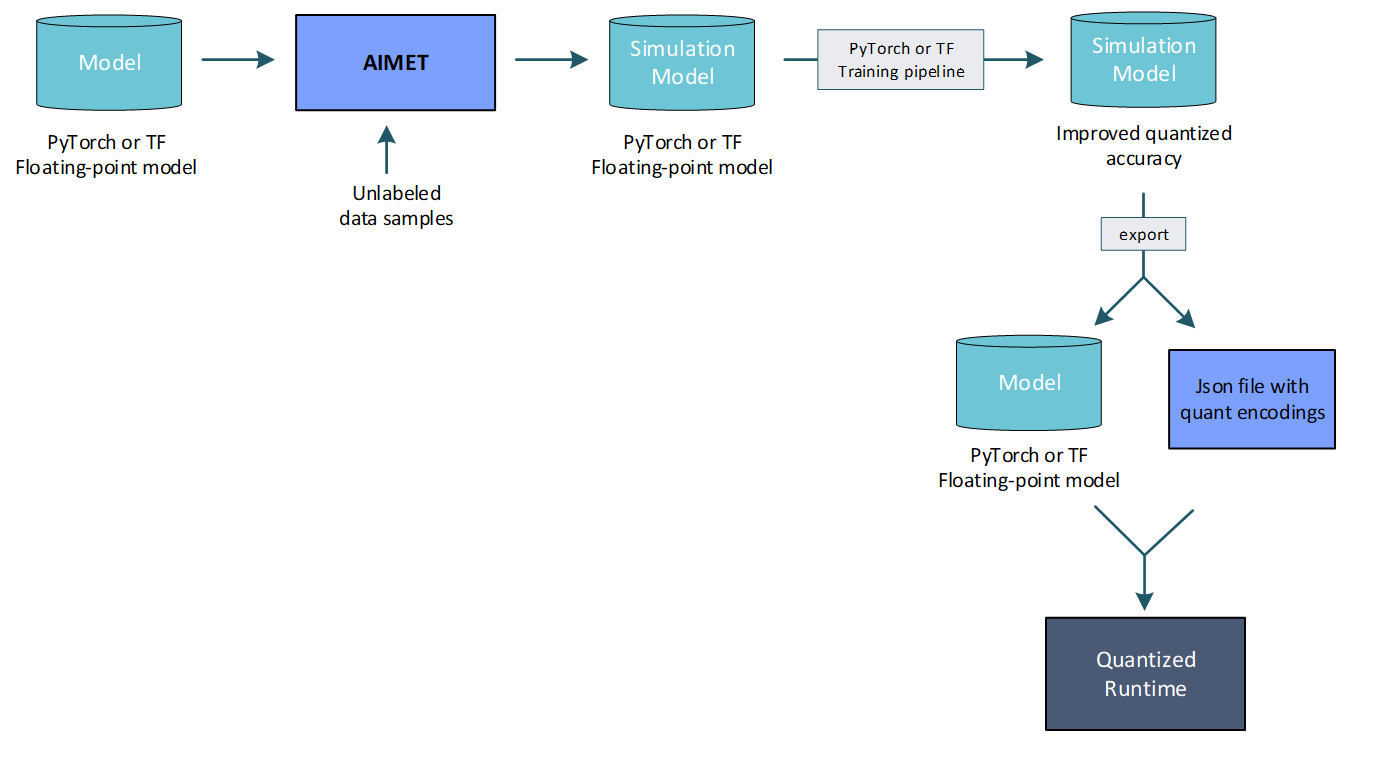 Model
PyTorch or TF
Floating-point model
AIMET
Unlabeled
data samples
Simulation
Model
PyTorch or TF
Floating-point model
PyTorch or TF
Training pipeline
Simulation
Model
Improved quantized
accuracy
export
Model
PyTorch or TF
Floating-point model
Json file with
quant encodings
Quantized
Runtime